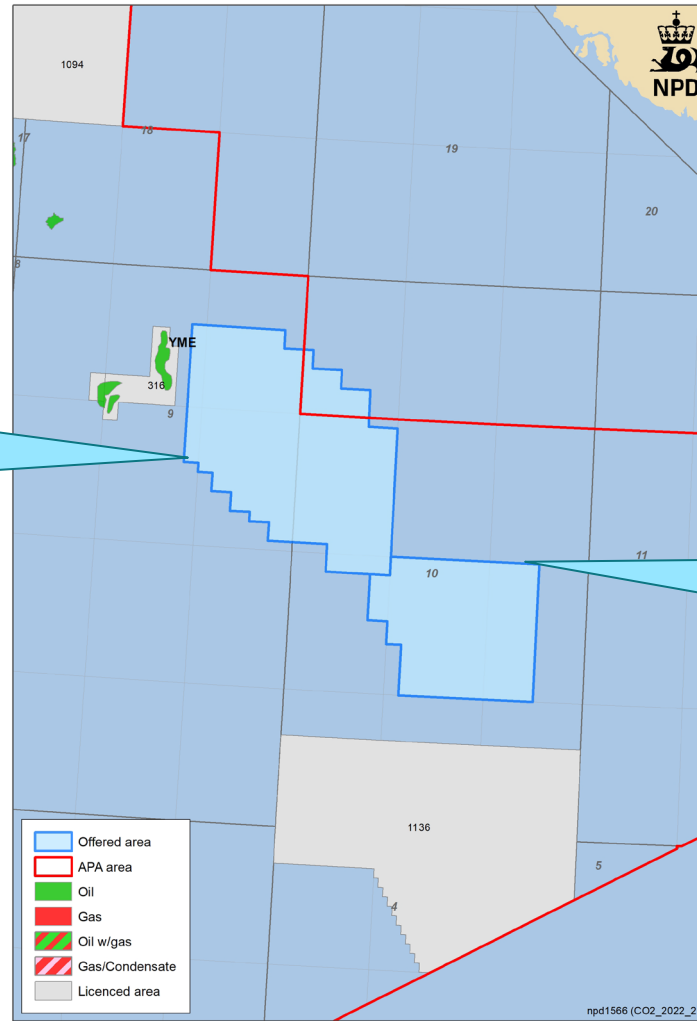 1094
NPD
17
18
19
20
8
YME
316
9
11
10
1136
5
4
Offered area
APA area
Oil
Gas
Oil w/gas
Gas/Condensate
Licenced area
npd1566 (CO2_2022_2